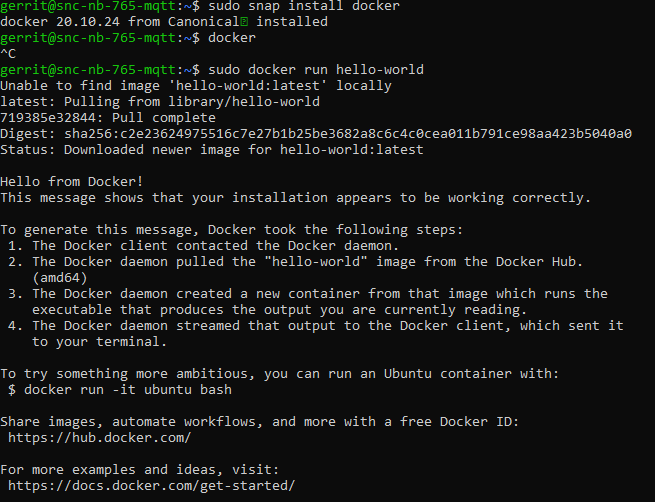 gerrit@snc-nb-765-mqtt:~$ sudo snap install docker
docker 20.10.24 from Canonical installed
gerrit@snc-nb-765-mqtt:~$ docker
^C
gerrit@snc-nb-765-mqtt:~$ sudo docker run hello-world
Unable to find image 'hello-world:latest' locally
latest: Pulling from library/hello-world
719385e32844: Pull complete
Digest: sha256:c2e23624975516c7e27b1b25be3682a8c6c4c0cea011b791ce98aa423b5040a0
Status: Downloaded newer image for hello-world:latest
Hello from Docker!
This message shows that your installation appears to be working correctly.
To generate this message, Docker took the following steps:
1. The Docker client contacted the Docker daemon.
2. The Docker daemon pulled the "hello-world" image from the Docker Hub.
(amd64)
3. The Docker daemon created a new container from that image which runs the
executable that produces the output you are currently reading.
4. The Docker daemon streamed that output to the Docker client, which sent it
to your terminal.
To try something more ambitious, you can run an Ubuntu container with:
$ docker run -it ubuntu bash
Share images, automate workflows, and more with a free Docker ID:
https://hub.docker.com/
For more examples and ideas, visit:
https://docs.docker.com/get-started/